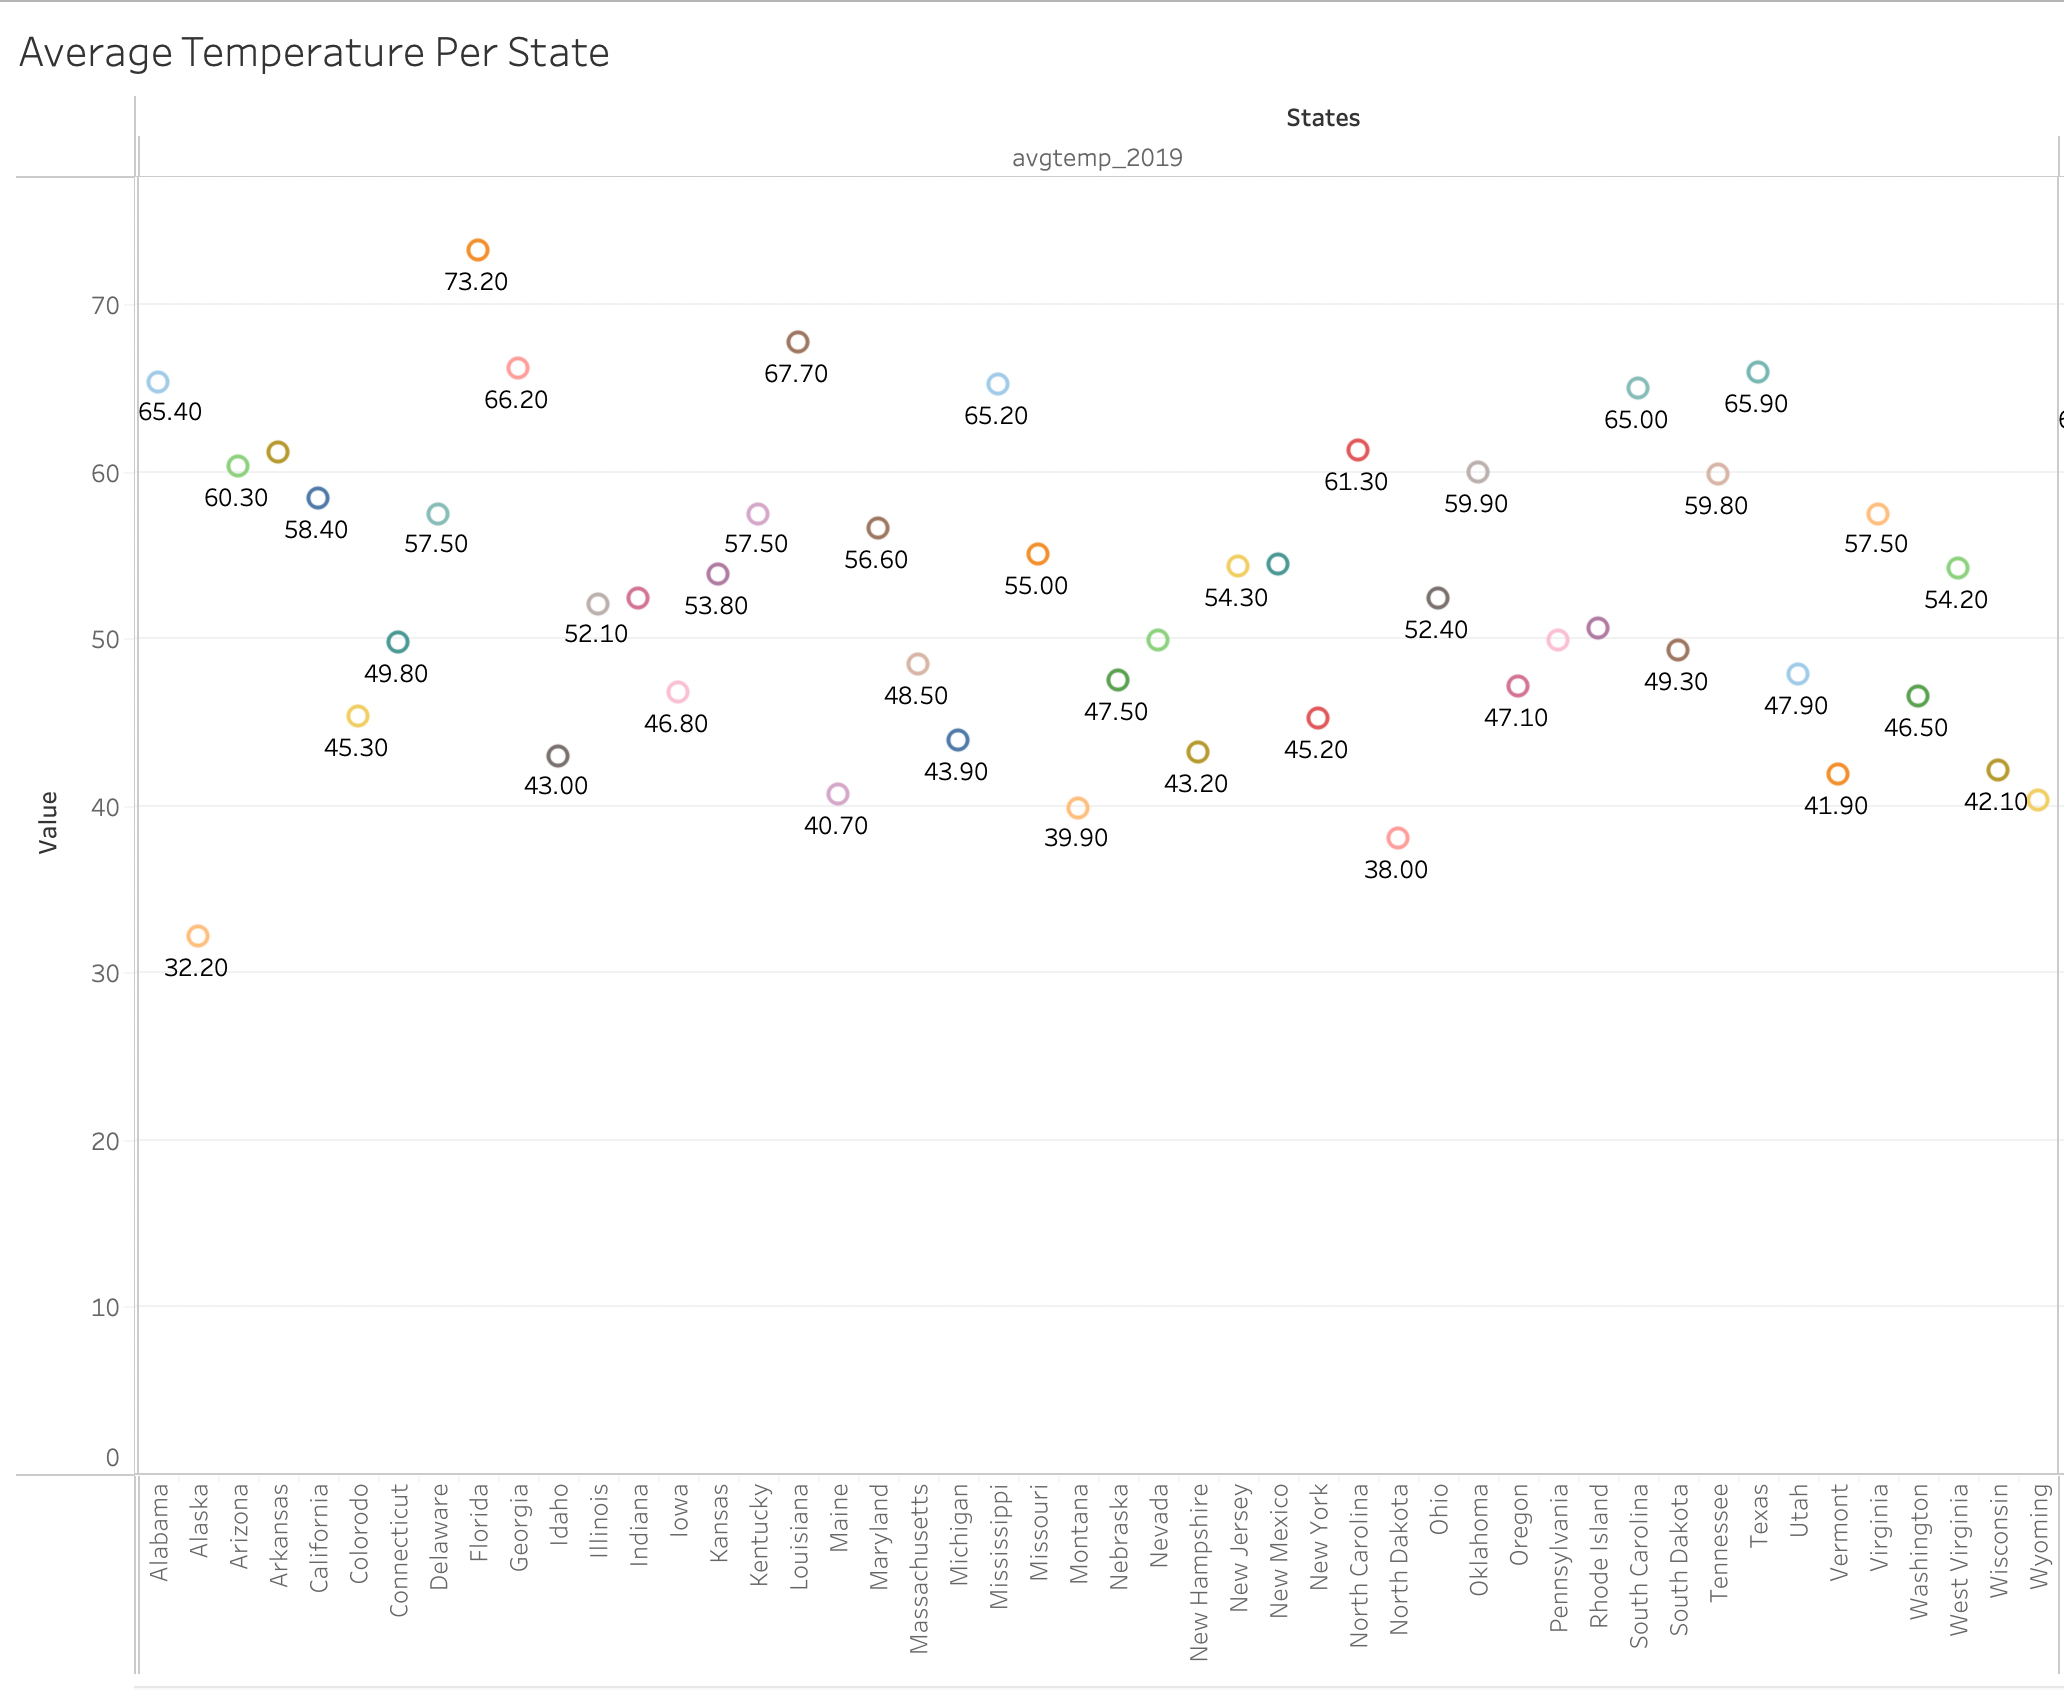 Average Temperature Per State
States
avgtemp_2019
73.20
70
67.70
66.20
65.90
65.40
65.20
65.00
61.30
60
60.30
59.90
59.80
58.40
57.50
57.50
57.50
56.60
55.00
54.30
54.20
53.80
52.10
52.40
50
49.80
49.30
48.50
47.90
47.50
47.10
46.80
46.50
45.30
45.20
43.90
43.20
43.00
42.10
41.90
40
40.70
39.90
38.00
Value
32.20
30
20
10
0
Alabama
Alaska
Arizona
Arkansas
California
Colorodo
Connecticut
Delaware
Florida
Georgia
Idaho
Illinois
Indiana
Iowa
Kansas
Kentucky
Louisiana
Maine
Maryland
Massachusetts
Michigan
Mississippi
Missouri
Montana
Nebraska
Nevada
New Hampshire
New Jersey
New Mexico
New York
North Carolina
North Dakota
Ohio
Oklahoma
Oregon
Pennsylvania
Rhode Island
South Carolina
South Dakota
Tennessee
Texas
Utah
Vermont
Virginia
Washington
West Virginia
Wisconsin
Wyoming